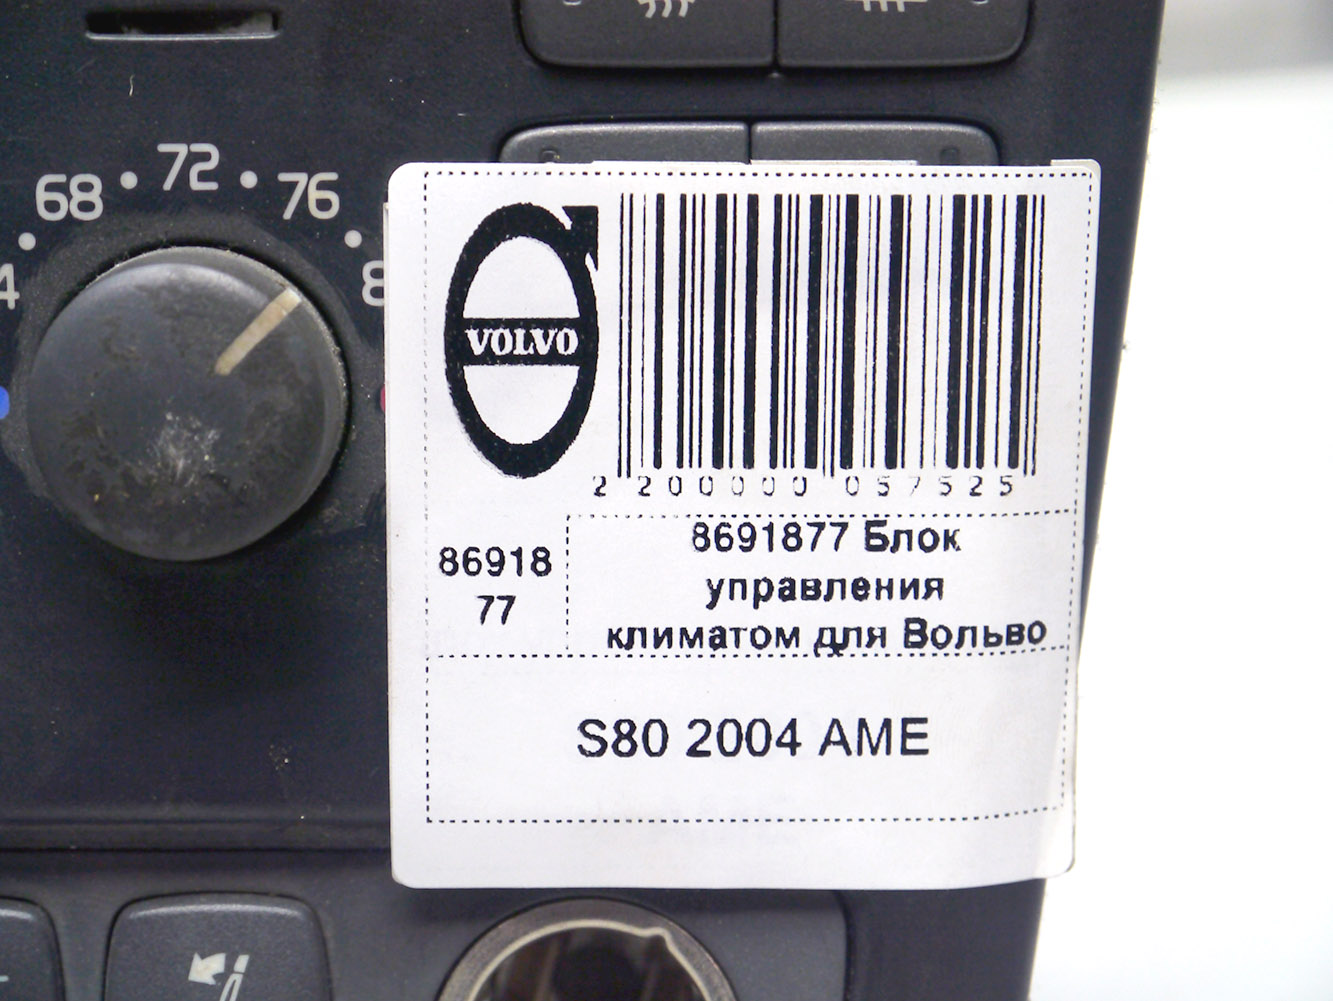 68 • 72 • 76
VOLVO
2 200000 057525
86918
77
8691877 Блок
управления
климатом для Вольво
S80 2004 AME